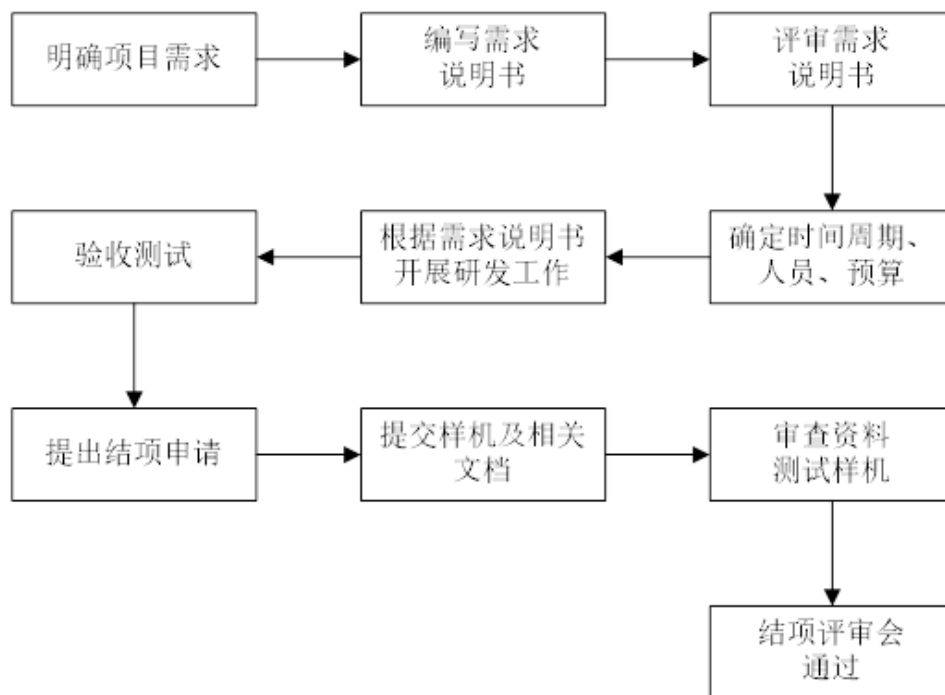 明确项目需求
编写需求
说明书
评审需求
说明书
确定时间周期、
人员、预算
根据需求说明书
开展研发工作
验收测试
提出结项申请
提交样机及相关
文档
审查资料
测试样机
结项评审会
通过